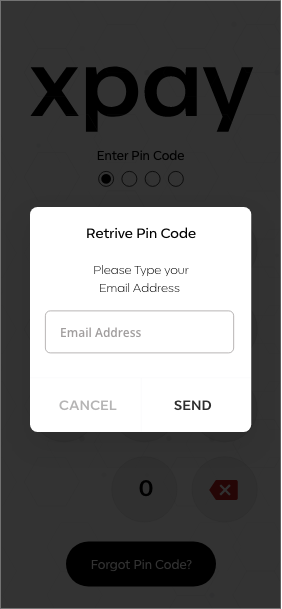 xpay
Enter Pin Code
Retrive Pin Code
Please Type your
Email Address
Email Address
CANCEL
SEND
0
Forgot Pin Code?